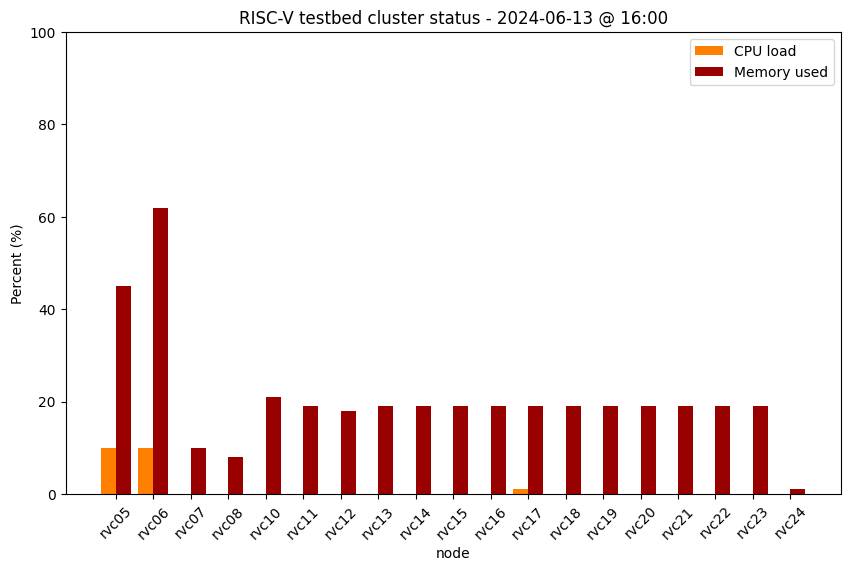 RISC-V testbed cluster status - 2024-06-13 @ 16:00
CPU load
Memory used
Percent (%)
100
80
60
40
20
0
rvc05 rvc06 rvc07 rvc08 rvc10 rvc11 rvc12 rvc13 rvc14 rvc15 rvc16 rvc17 rvc18 rvc19 rvc20 rvc21 rvc22 rvc23 rvc24
node